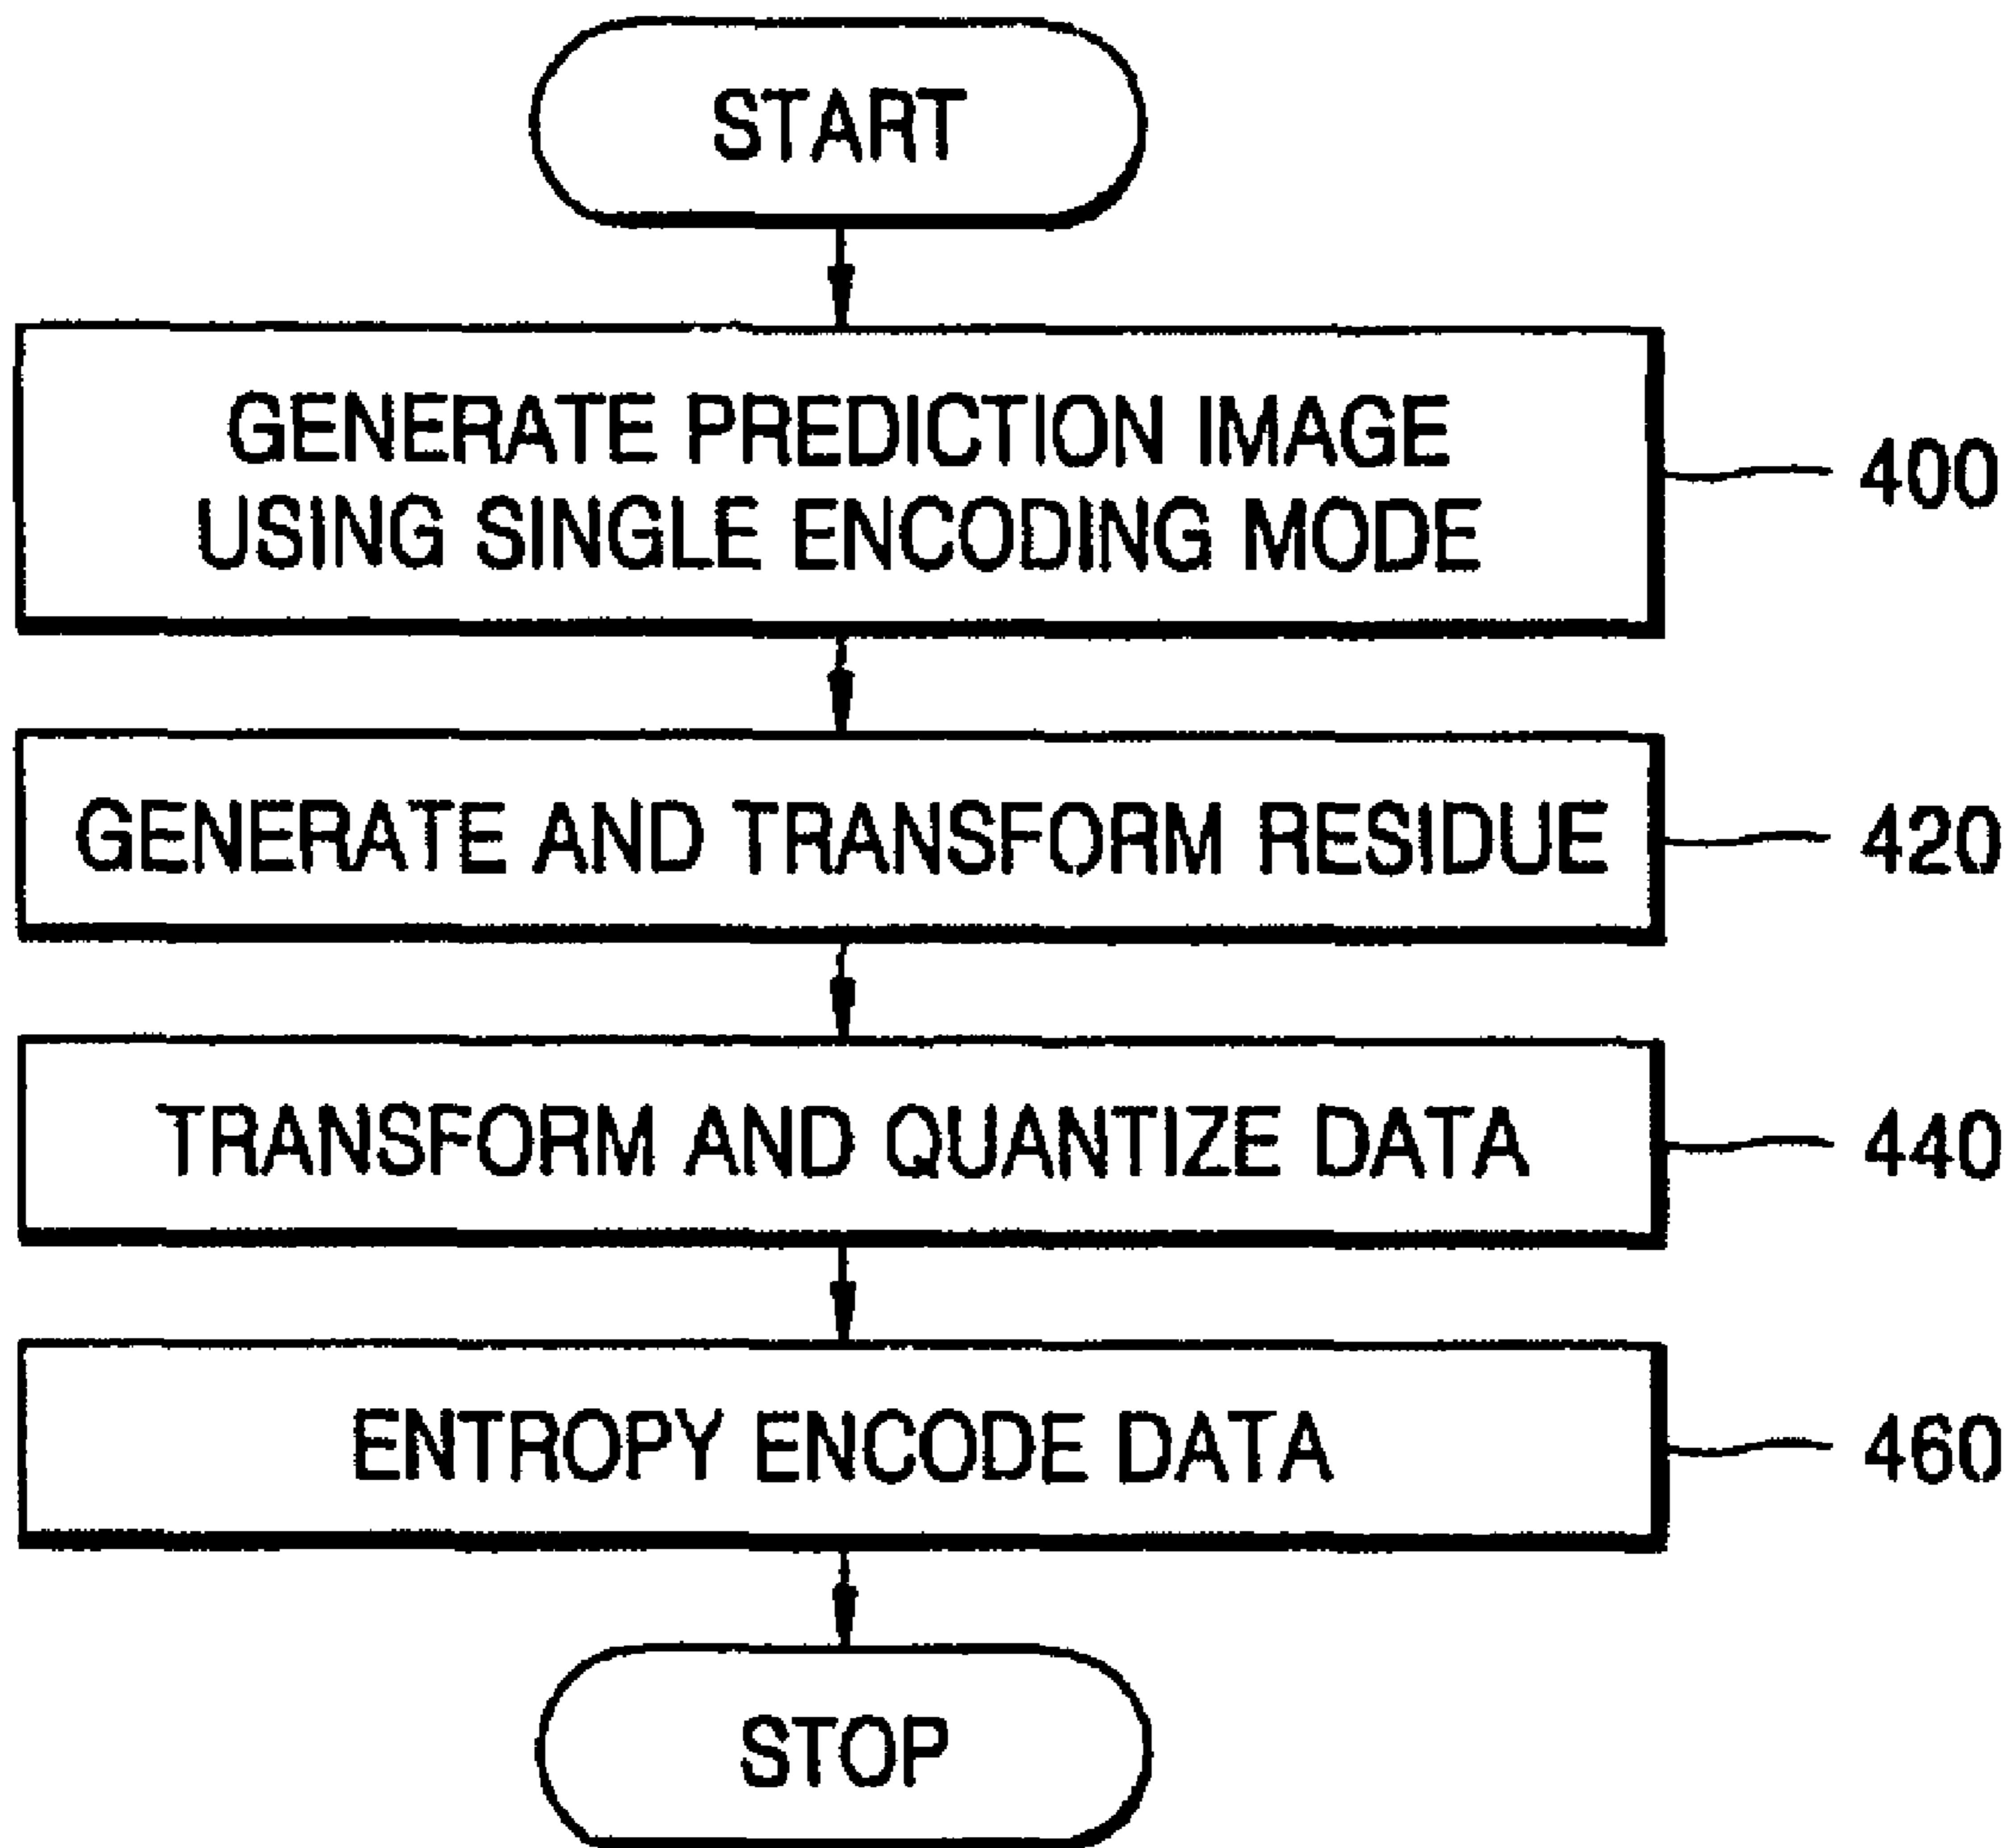 START
GENERATE PREDICTION IMAGE
USING SINGLE ENCODING MODE
400
GENERATE AND TRANSFORM RESIDUE
420
TRANSFORM AND QUANTIZE DATA
440
ENTROPY ENCODE DATA
460
STOP